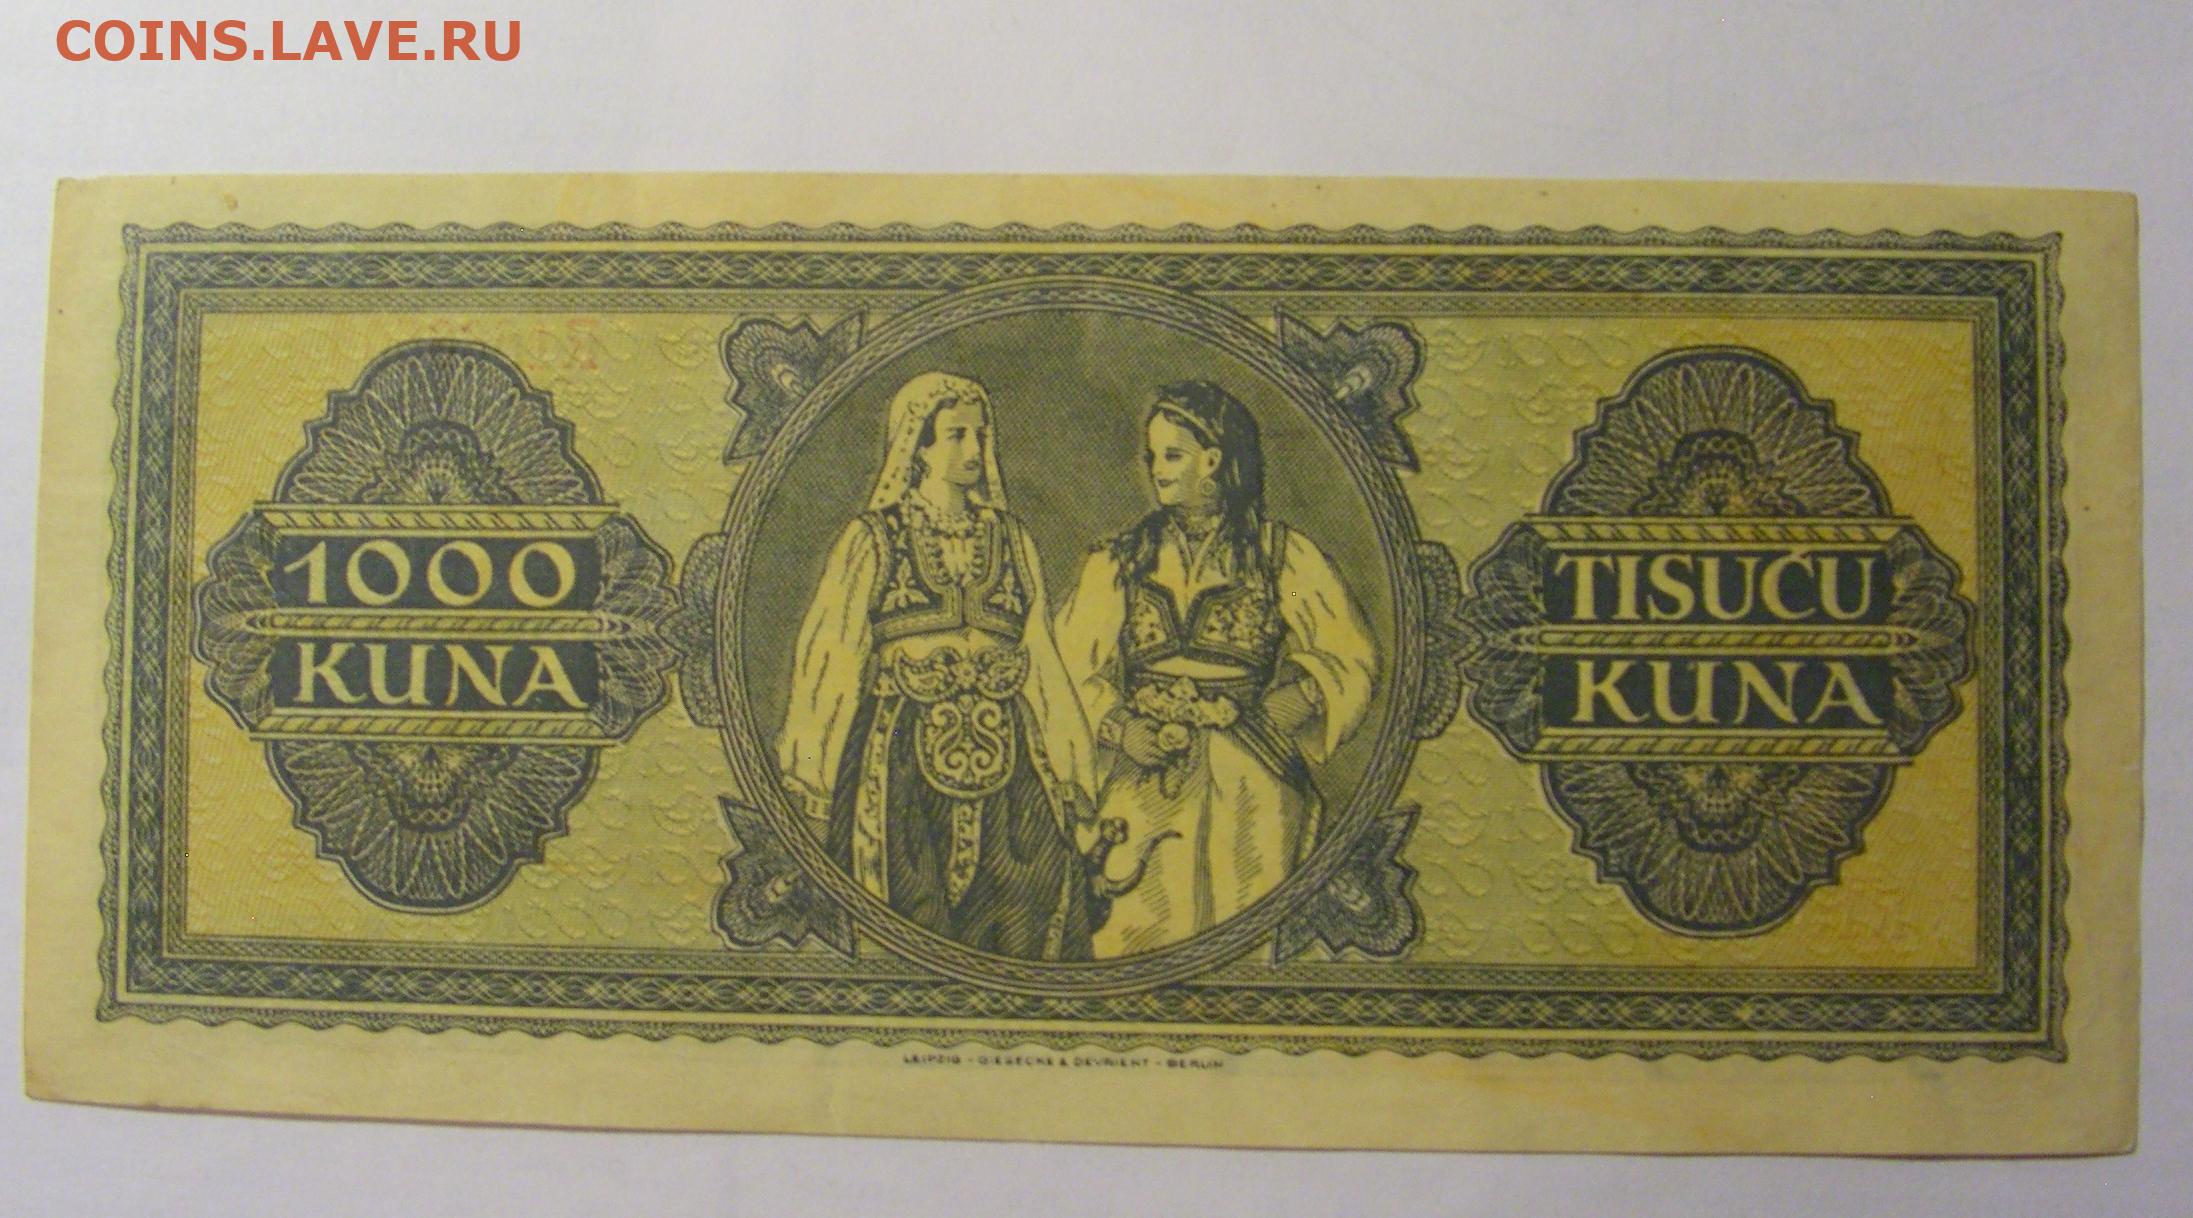 COINS.LAVE.RU
1000
KUNA
TISUĆU
KUNA
LEIPZIG - GIESECKE & DEVRIENT - BERLIN